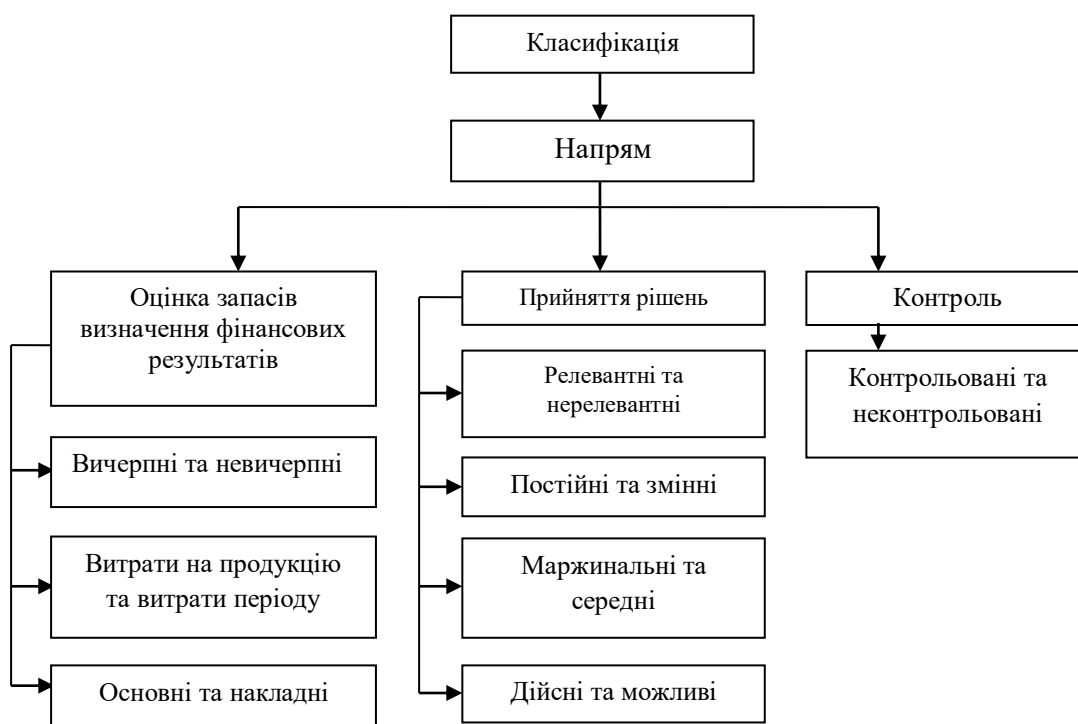 Класифікація
Напрям
Оцінка запасів
визначення фінансових
результатів
Вичерпні та невичерпні
Витрати на продукцію
та витрати періоду
Основні та накладні
Прийняття рішень
Релевантні та
нерелевантні
Постійні та змінні
Маржинальні та
середні
Дійсні та можливі
Контроль
Контрольовані та
неконтрольовані